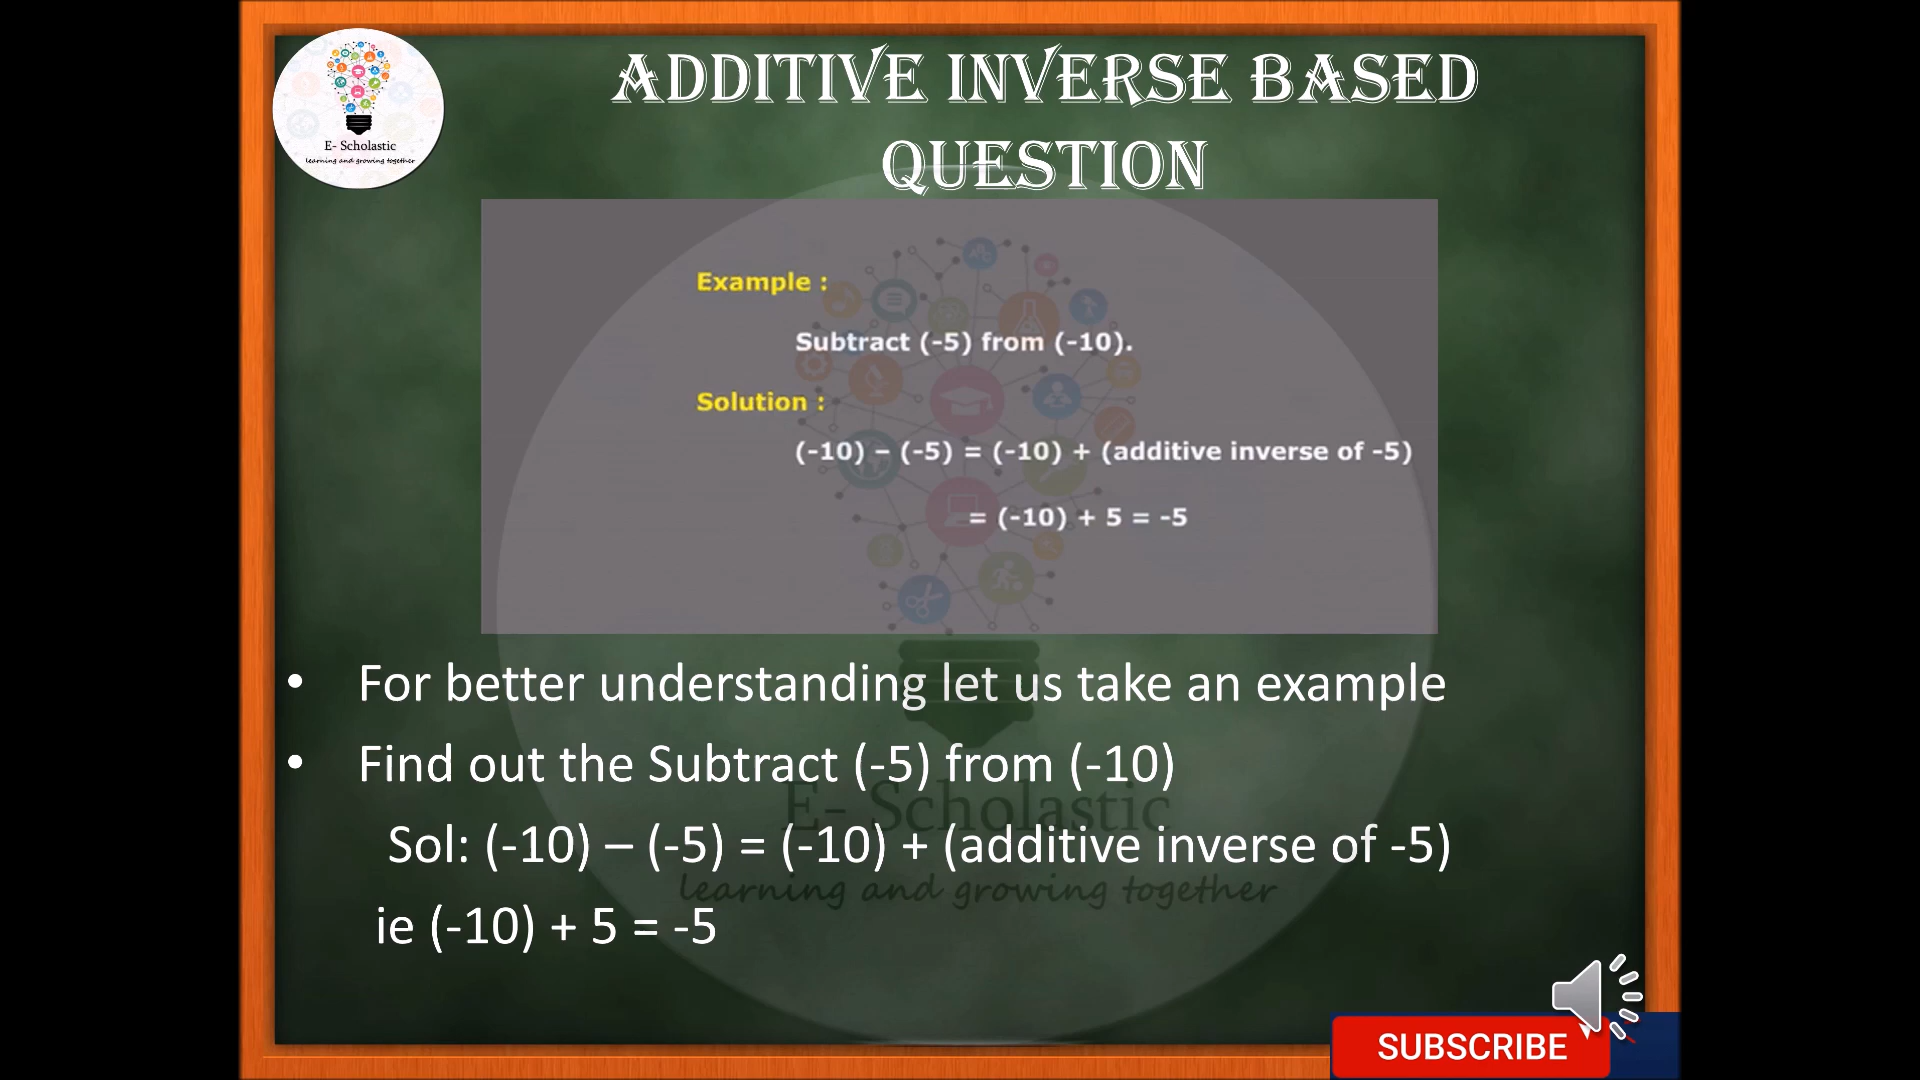 E- Scholastic
learning and growing together
ADDITIVE INVERSE BASED
QUESTION
Example :
Subtract (-5) from (-10).
Solution :
(-10) – (-5) = (-10) + (additive inverse of -5)
= (-10) + 5 = -5
• For better understanding let us take an example
• Find out the Subtract (-5) from (-10)
E- Scholastic
Sol: (-10) – (-5) = (-10) + (additive inverse of -5)
learning and growing together
ie (-10) + 5 = -5
SUBSCRIBE